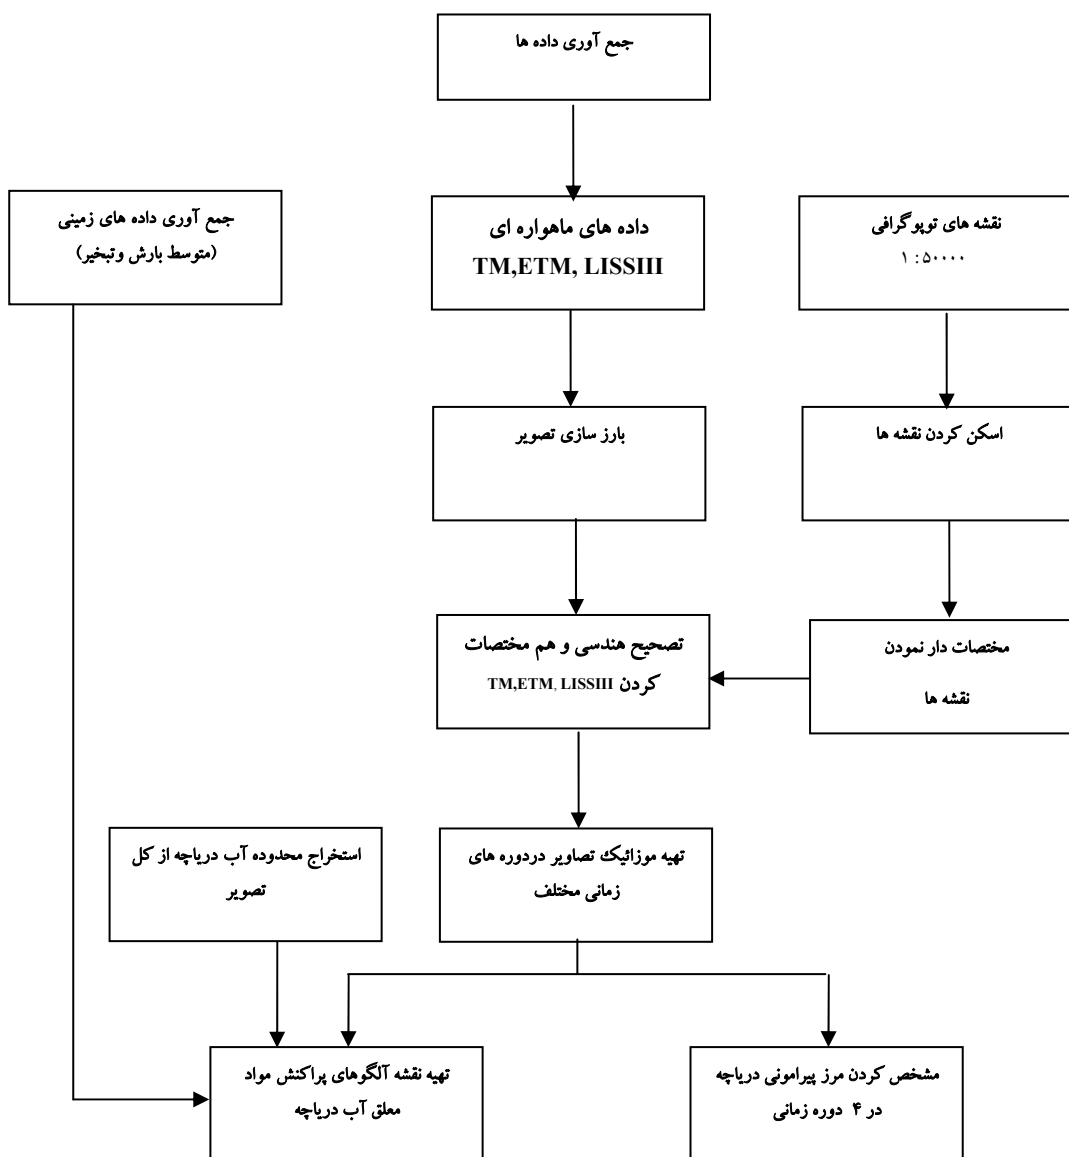 جمع آوری داده ها
جمع آوری داده های زمینی
(متوسط بارش وتبخیر)
داده های ماهواره ای
TM,ETM, LISSIII
نقشه های توپوگرافی
۱ : ۵۰۰۰۰
بارز سازی تصویر
اسکن کردن نقشه ها
تصحیح هندسی و هم مختصات
کردن TM,ETM, LISSIII
مختصات دار نمودن
نقشه ها
استخراج محدوده آب دریاچه از کل
تصویر
تهیه موزائیک تصاویر دردوره های
زمانی مختلف
تهیه نقشه آلگوهای پراکنش مواد
معلق آب دریاچه
مشخص کردن مرز پیرامونی دریاچه
در ۴ دوره زمانی